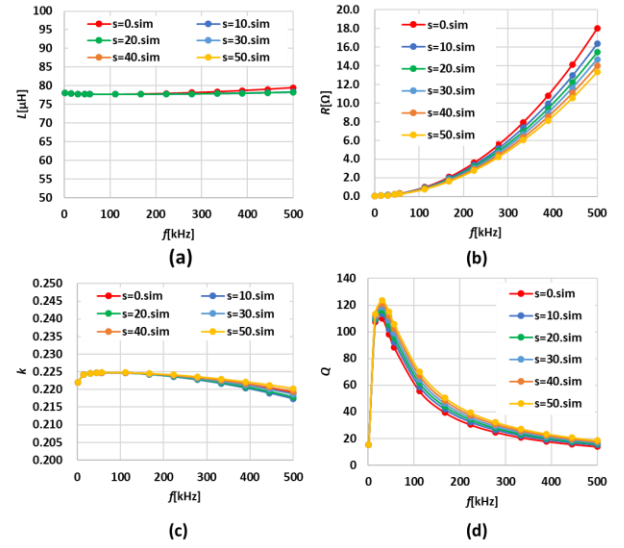 L[µH]
100
95
90
85
80
75
70
65
60
55
50
s=0.sim
s=10.sim
s=20.sim
s=30.sim
s=40.sim
s=50.sim
0
100
200
300
400
500
f[kHz]
(a)
R[Ω]
18.0
16.0
14.0
12.0
10.0
8.0
6.0
4.0
2.0
0.0
s=0.sim
s=10.sim
s=20.sim
s=30.sim
s=40.sim
s=50.sim
0
100
200
300
400
500
f[kHz]
(b)
k
0.250
0.245
0.240
0.235
0.230
0.225
0.220
0.215
0.210
0.205
0.200
s=0.sim
s=10.sim
s=20.sim
s=30.sim
s=40.sim
s=50.sim
0
100
200
300
400
500
f[kHz]
(c)
Q
140
120
100
80
60
40
20
0
s=0.sim
s=10.sim
s=20.sim
s=30.sim
s=40.sim
s=50.sim
0
100
200
300
400
500
f[kHz]
(d)